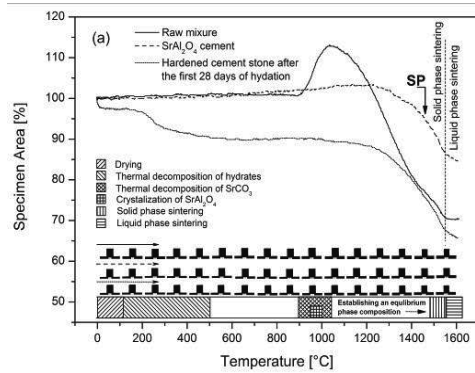 (a)
Raw mixure
SrAl2O4 cement
Hardened cement stone after
the first 28 days of hydation
SP
Solid phase sintering
Liquid phase sintering
Specimen Area [%]
120
110
100
90
80
70
60
50
Drying
Thermal decomposition of hydrates
Thermal decomposition of SrCO3
Crystalization of SrAl2O4
Solid phase sintering
Liquid phase sintering
Establishing an equlibrium
phase composition
0 200 400 600 800 1000 1200 1400 1600
Temperature [°C]